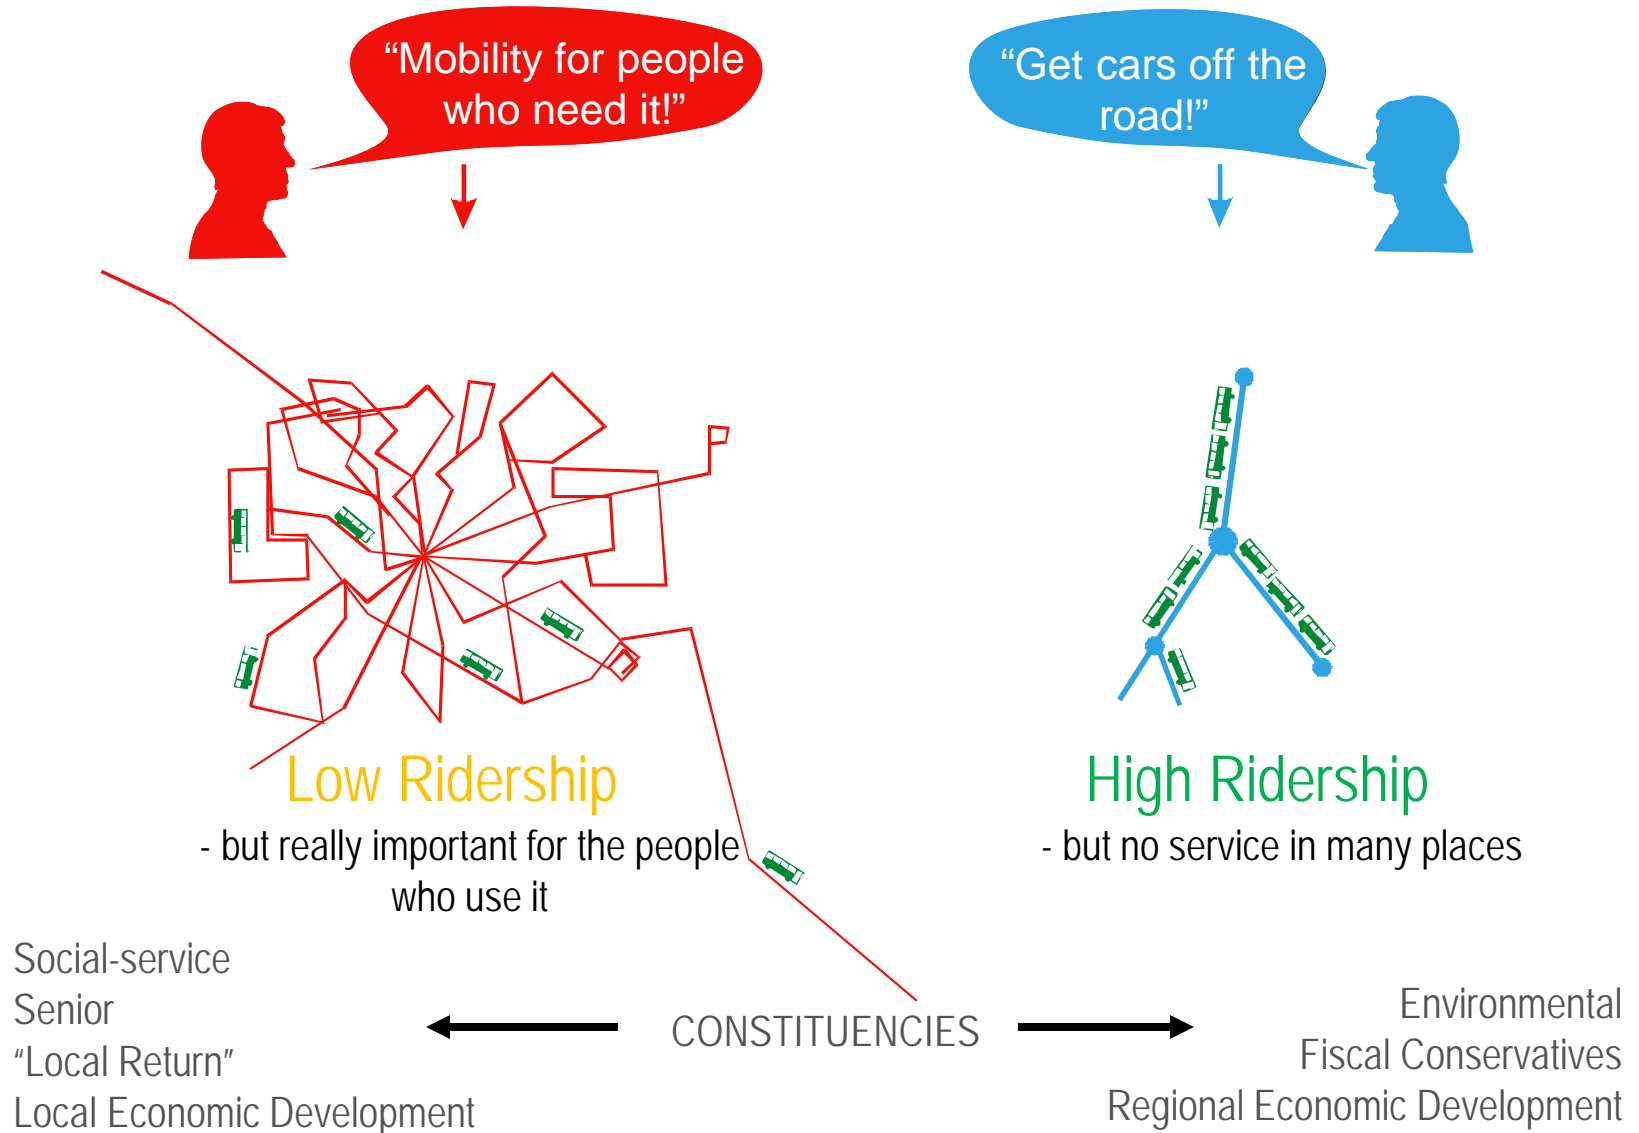 “Mobility for people
who need it!”
“Get cars off the
road!”
Low Ridership
- but really important for the people
who use it
High Ridership
- but no service in many places
Social-service
Senior
“Local Return”
Local Economic Development
CONSTITUENCIES
Environmental
Fiscal Conservatives
Regional Economic Development